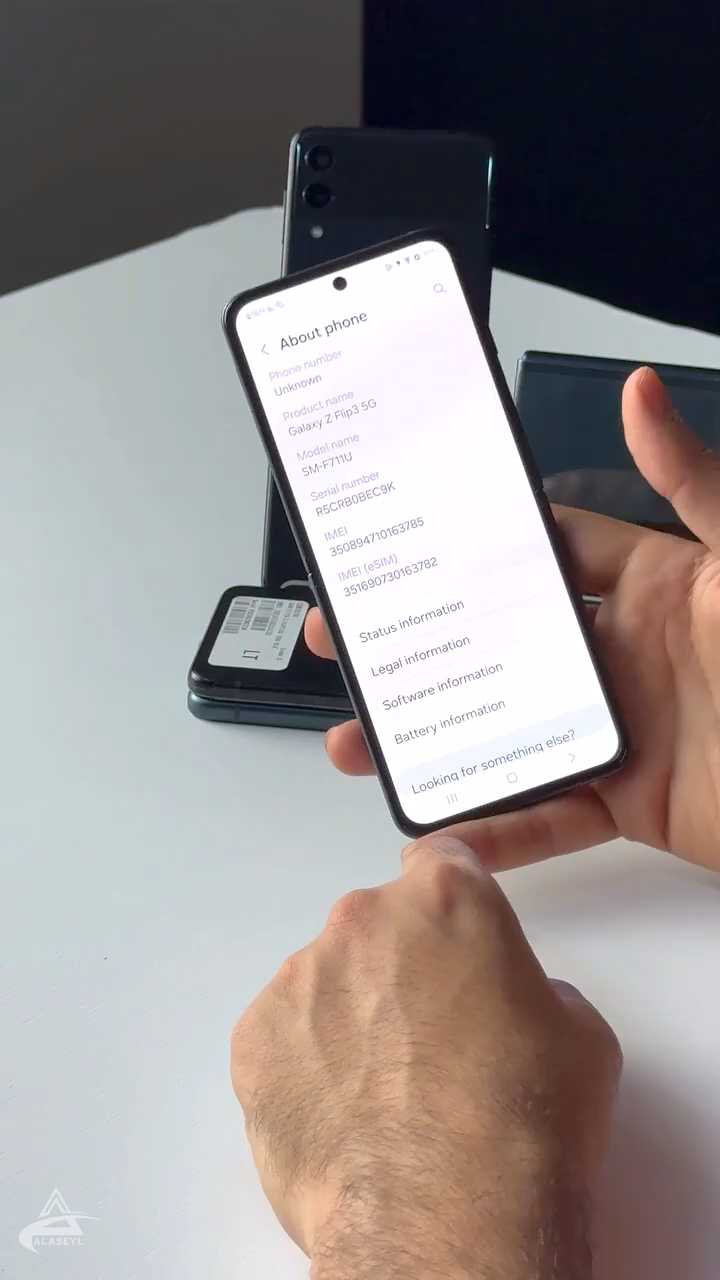 About phone
Phone number
Unknown
Product name
Galaxy Z Flip3 5G
Model name
SM-F711U
Serial number
R5CRB0BEC9K
IMEI
350894710163785
IMEI (eSIM)
351690730163782
Status information
Legal information
Software information
Battery information
Looking for something else?
LT
ALASEYL